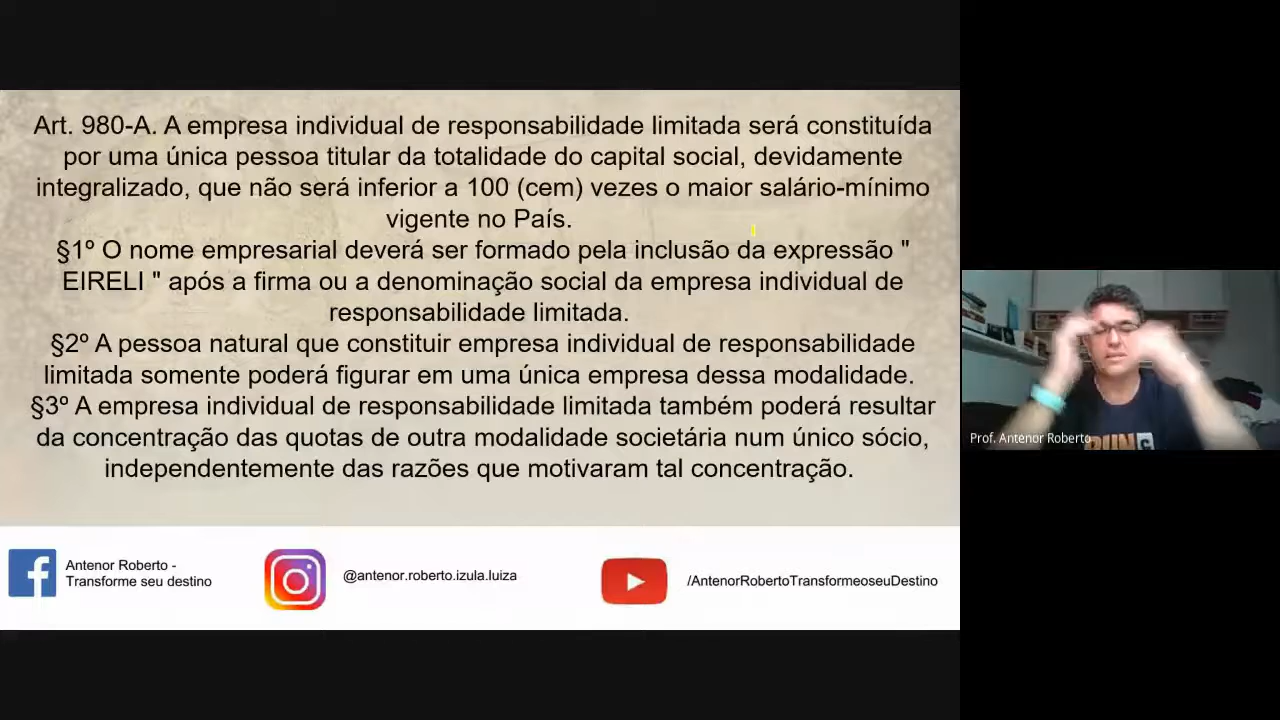 Art. 980-A. A empresa individual de responsabilidade limitada será constituída
por uma única pessoa titular da totalidade do capital social, devidamente
integralizado, que não será inferior a 100 (cem) vezes o maior salário-mínimo
vigente no País.
§1º O nome empresarial deverá ser formado pela inclusão da expressão "
EIRELI " após a firma ou a denominação social da empresa individual de
responsabilidade limitada.
§2º A pessoa natural que constituir empresa individual de responsabilidade
limitada somente poderá figurar em uma única empresa dessa modalidade.
§3º A empresa individual de responsabilidade limitada também poderá resultar
da concentração das quotas de outra modalidade societária num único sócio,
independentemente das razões que motivaram tal concentração.
Antenor Roberto -
Transforme seu destino
@antenor.roberto.izula.luiza
/AntenorRobertoTransformeoseuDestino
Prof. Antenor Roberto